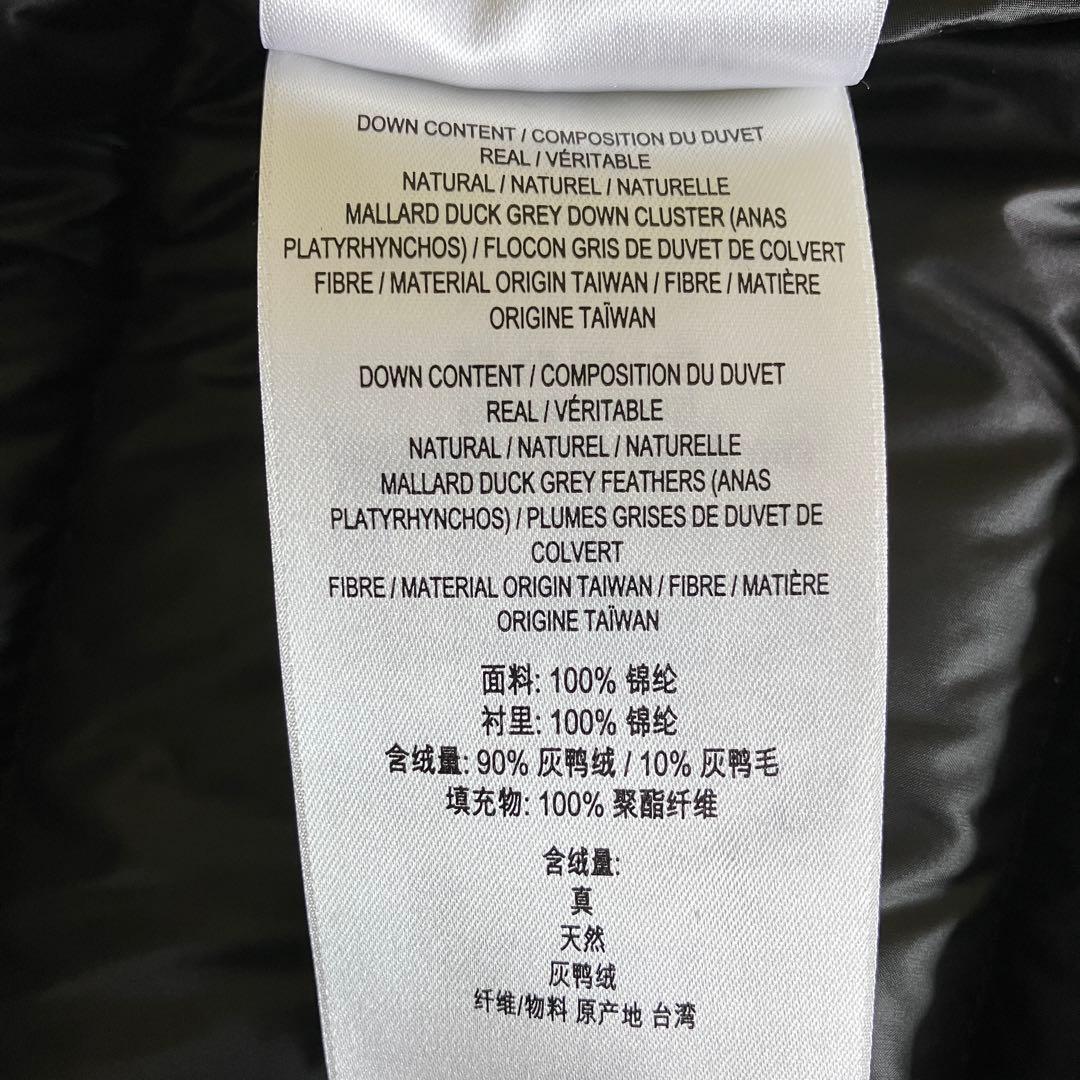 DOWN CONTENT / COMPOSITION DU DUVET
REAL / VÉRITABLE
NATURAL / NATUREL / NATURELLE
MALLARD DUCK GREY DOWN CLUSTER (ANAS
PLATYRHYNCHOS) / FLOCON GRIS DE DUVET DE COLVERT
FIBRE / MATERIAL ORIGIN TAIWAN / FIBRE / MATIÈRE
ORIGINE TAÏWAN
DOWN CONTENT / COMPOSITION DU DUVET
REAL / VÉRITABLE
NATURAL / NATUREL / NATURELLE
MALLARD DUCK GREY FEATHERS (ANAS
PLATYRHYNCHOS) / PLUMES GRISES DE DUVET DE
COLVERT
FIBRE / MATERIAL ORIGIN TAIWAN / FIBRE / MATIÈRE
ORIGINE TAÏWAN
面料: 100% 锦纶
衬里: 100% 锦纶
含绒量: 90% 灰鸭绒 / 10% 灰鸭毛
填充物: 100% 聚酯纤维
含绒量:
真
天然
灰鸭绒
纤维/物料 原产地 台湾